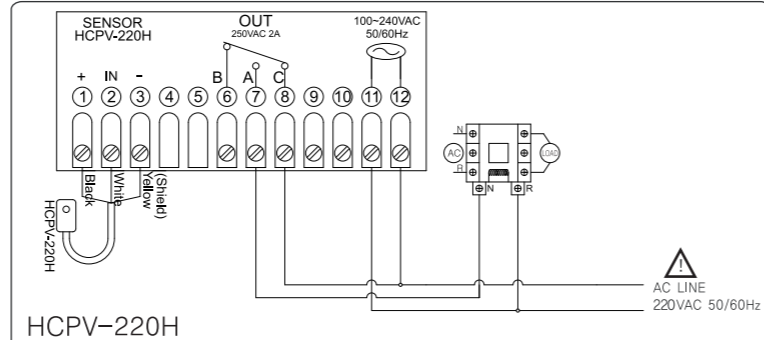 SENSOR
HCPV-220H
OUT
250VAC 2A
100~240VAC
50/60Hz
+ IN −
B A C
1 2 3 4 5 6 7 8 9 10 11 12
N
AC
R
LOAD
N R
Black
White
Yellow
(Shield)
HCPV-220H
AC LINE
220VAC 50/60Hz
HCPV-220H